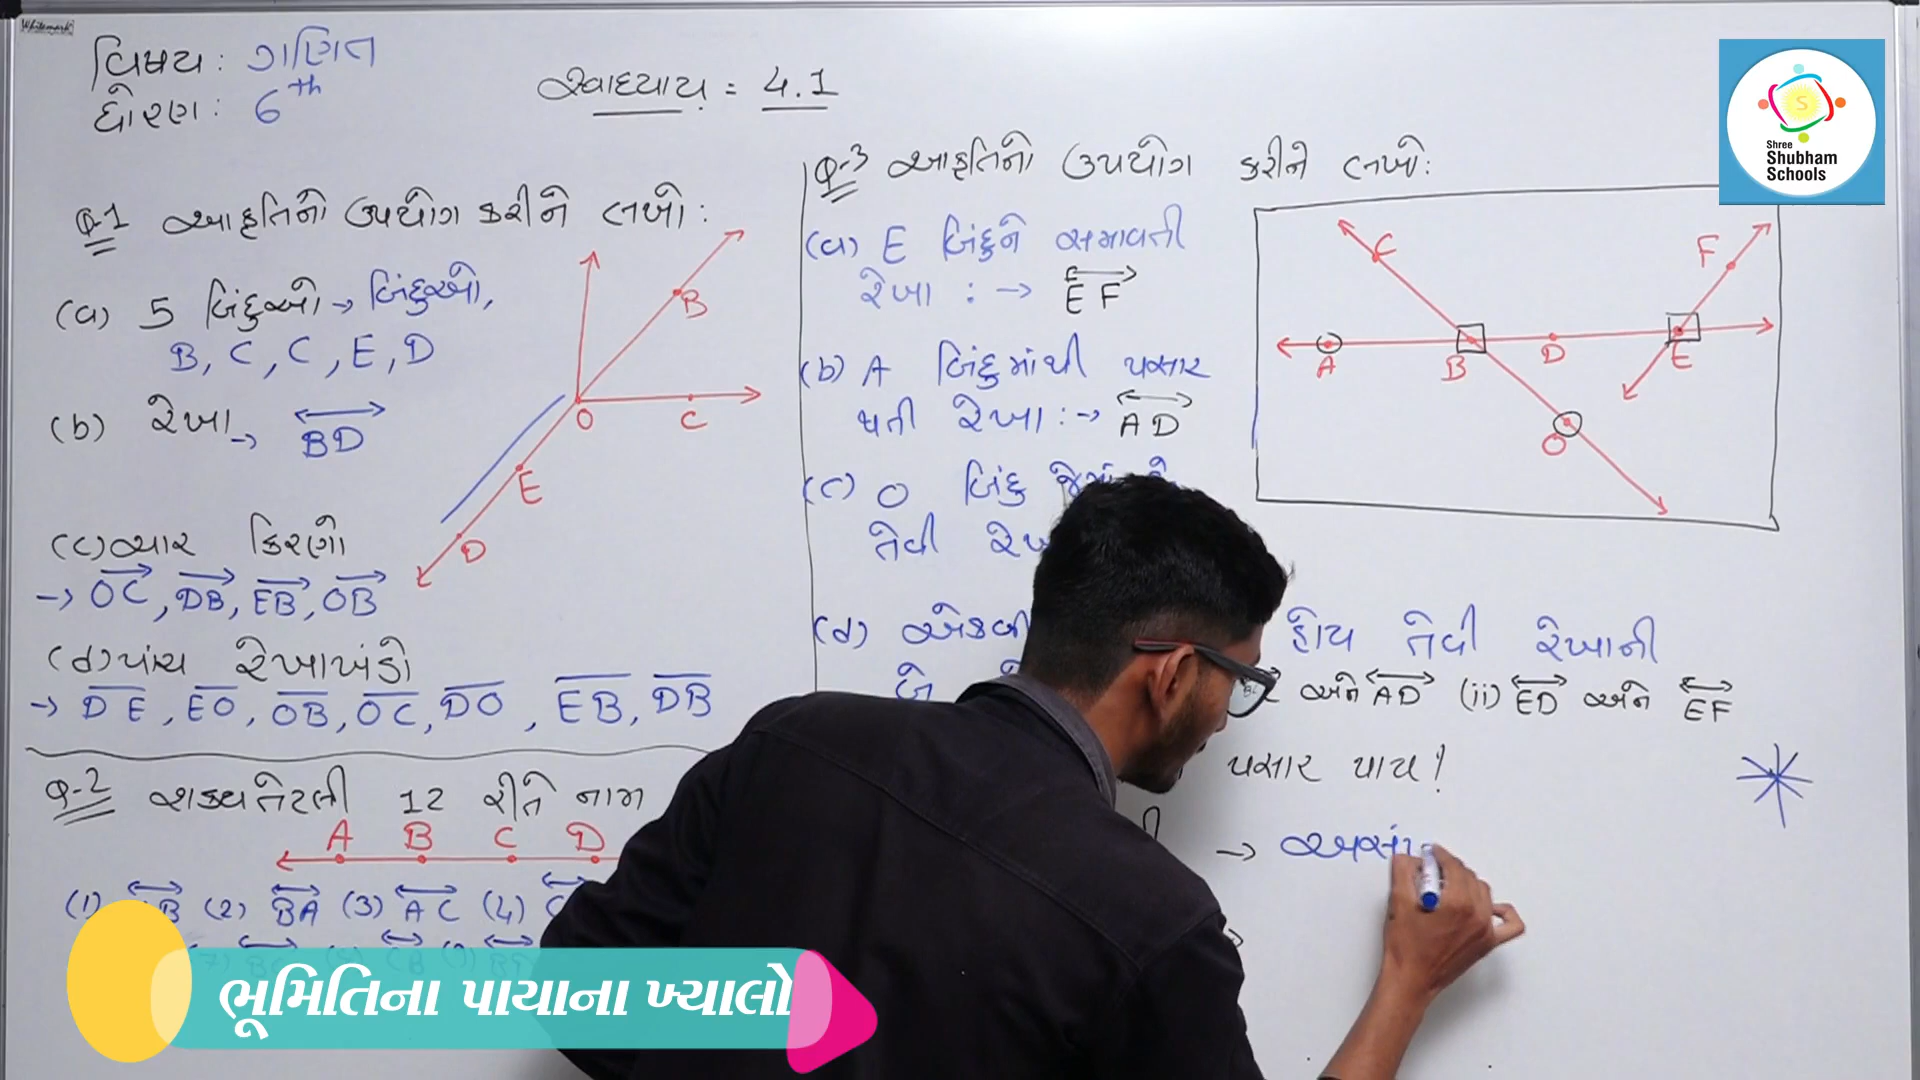 Whitemark
વિષય : ગણિત
ધોરણ : 6th
સ્વાધ્યાય = 4.1
Q-1 આકૃતિનો ઉપયોગ કરીને લખો :
(a) 5 બિંદુઓ → બિંદુઓ,
B, C, C, E, D
(b) રેખા → BD
(c) ચાર કિરણો
→ OC, DB, EB, OB
(d) પાંચ રેખાખંડો
→ DE, EO, OB, OC, DO, EB, DB
B
O
C
E
D
Q-2 શક્ય તેટલી 12 રીતે નામ
A B C D
(1) B (2) BA (3) AC (4) C
Q-3 આકૃતિનો ઉપયોગ કરીને લખો :
(a) E બિંદુને સમાવતી
રેખા : → EF
(b) A બિંદુમાંથી પસાર
થતી રેખા : → AD
(c) O બિંદુ
તેવી
(d)
હોય તેવી રેખાની
બે
અને AD (ii) ED અને EF
પસાર થાય!
→
C
F
A
B
D
E
O
Shree
Shubham
Schools
S
ભૂમિતિના પાયાના ખ્યાલો